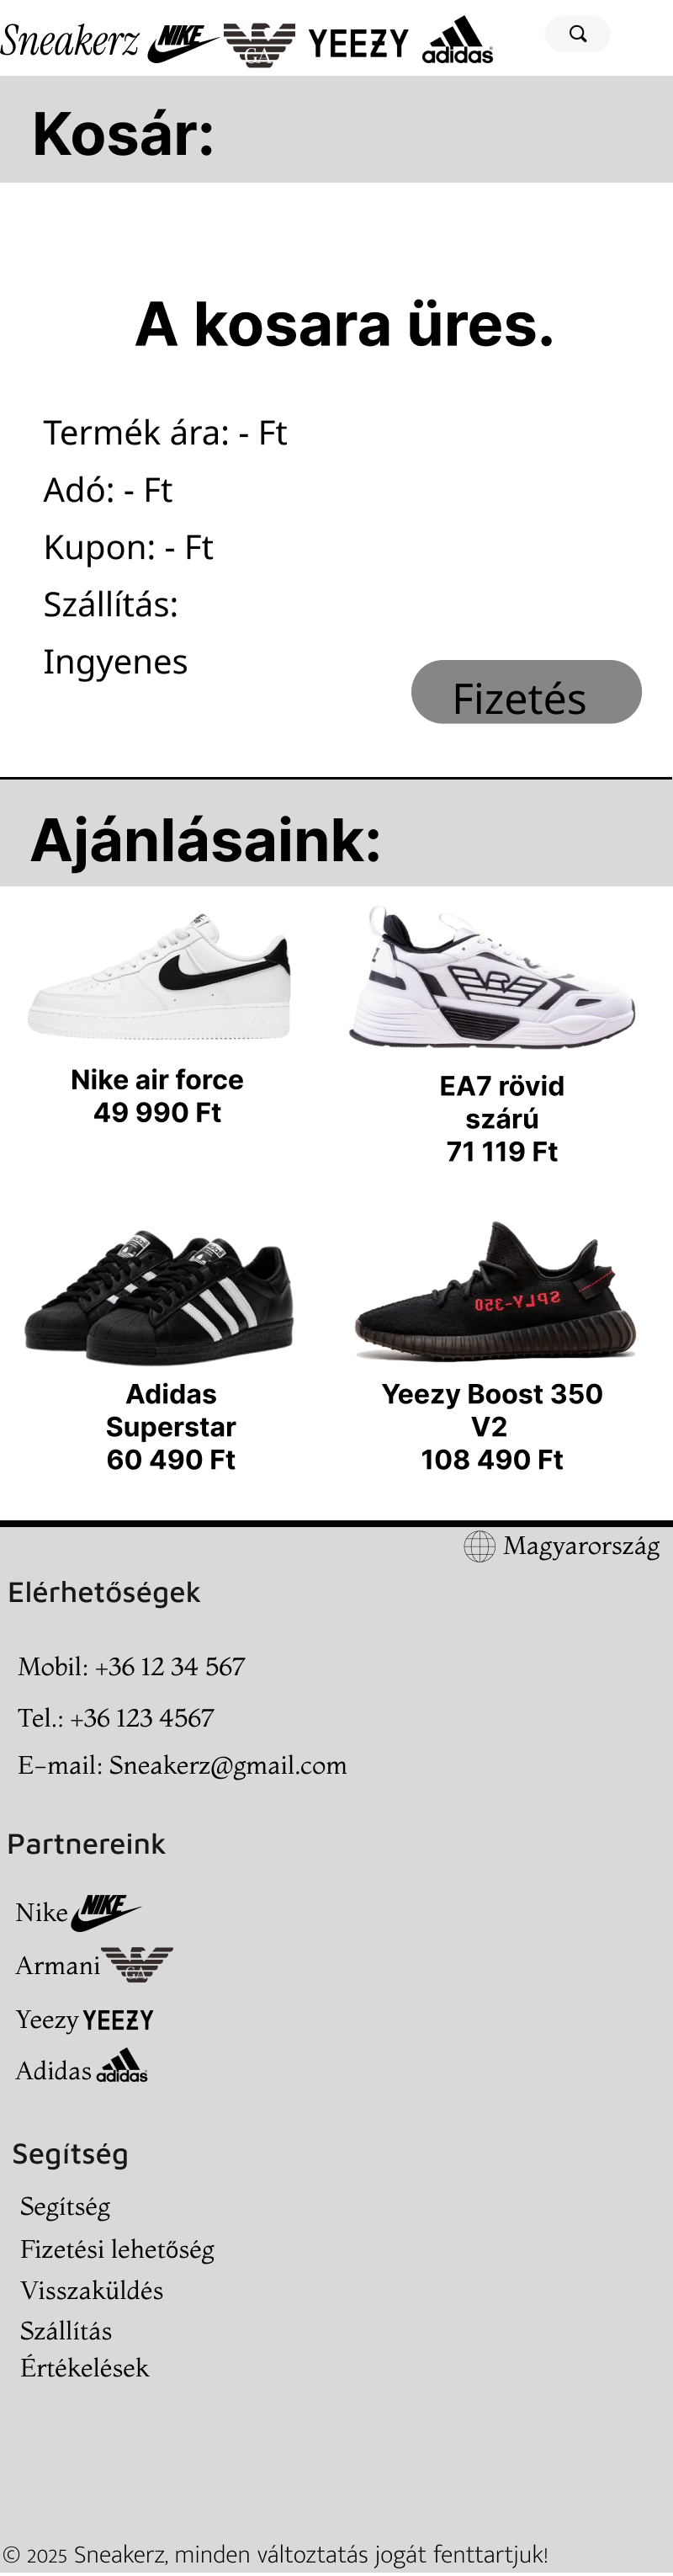 Sneakerz NIKE GA YEEZY adidas
Kosár:
A kosara üres.
Termék ára: - Ft
Adó: - Ft
Kupon: - Ft
Szállítás:
Ingyenes
Fizetés
Ajánlásaink:
Nike air force
49 990 Ft
EA7 rövid
szárú
71 119 Ft
SPLY-350
Adidas
Superstar
60 490 Ft
Yeezy Boost 350
V2
108 490 Ft
Magyarország
Elérhetőségek
Mobil: +36 12 34 567
Tel.: +36 123 4567
E-mail: Sneakerz@gmail.com
Partnereink
Nike NIKE
Armani GA
Yeezy YEEZY
Adidas adidas
Segítség
Segítség
Fizetési lehetőség
Visszaküldés
Szállítás
Értékelések
© 2025 Sneakerz, minden változtatás jogát fenttartjuk!